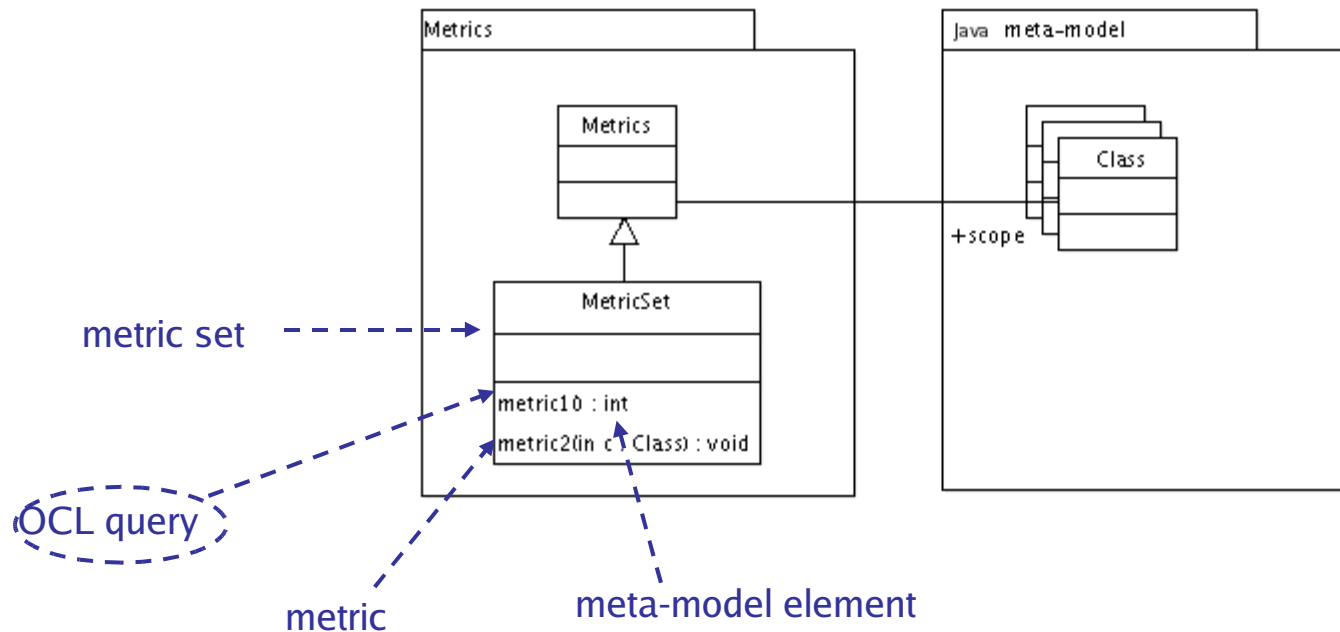 Metrics
Java meta-model
Metrics
Class
+scope
MetricSet
metric set
metric10 : int
metric2(in c : Class) : void
OCL query
metric
meta-model element